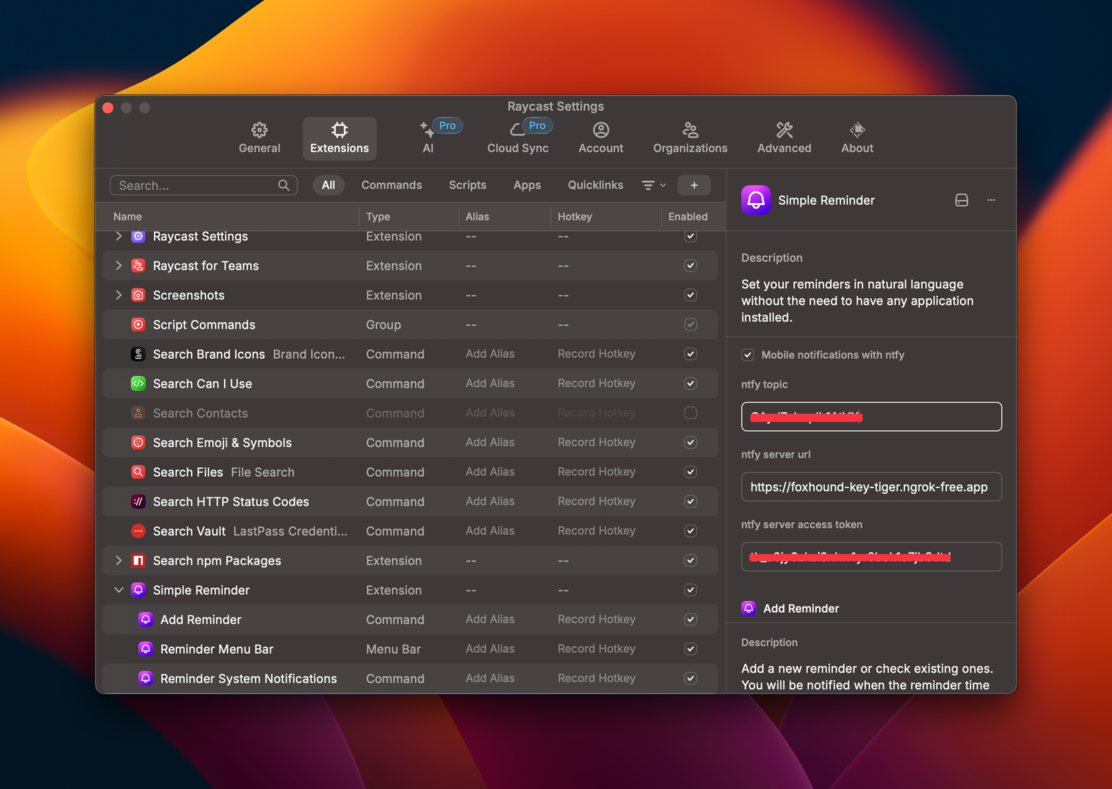 Raycast Settings
General
Extensions
Pro
AI
Pro
Cloud Sync
Account
Organizations
Advanced
About
Search...
All
Commands
Scripts
Apps
Quicklinks
+
Name Type Alias Hotkey Enabled
Raycast Settings Extension -- --
Raycast for Teams Extension -- --
Screenshots Extension -- --
Script Commands Group -- --
Search Brand Icons Brand Icon... Command Add Alias Record Hotkey
Search Can I Use Command Add Alias Record Hotkey
Search Contacts Command Add Alias Record Hotkey
Search Emoji & Symbols Command Add Alias Record Hotkey
Search Files File Search Command Add Alias Record Hotkey
Search HTTP Status Codes Command Add Alias Record Hotkey
Search Vault LastPass Credenti... Command Add Alias Record Hotkey
Search npm Packages Extension -- --
Simple Reminder Extension -- --
Add Reminder Command Add Alias Record Hotkey
Reminder Menu Bar Menu Bar Add Alias Record Hotkey
Reminder System Notifications Command Add Alias Record Hotkey
Simple Reminder
Description
Set your reminders in natural language
without the need to have any application
installed.
Mobile notifications with ntfy
ntfy topic
ntfy server url
https://foxhound-key-tiger.ngrok-free.app
ntfy server access token
Add Reminder
Description
Add a new reminder or check existing ones.
You will be notified when the reminder time